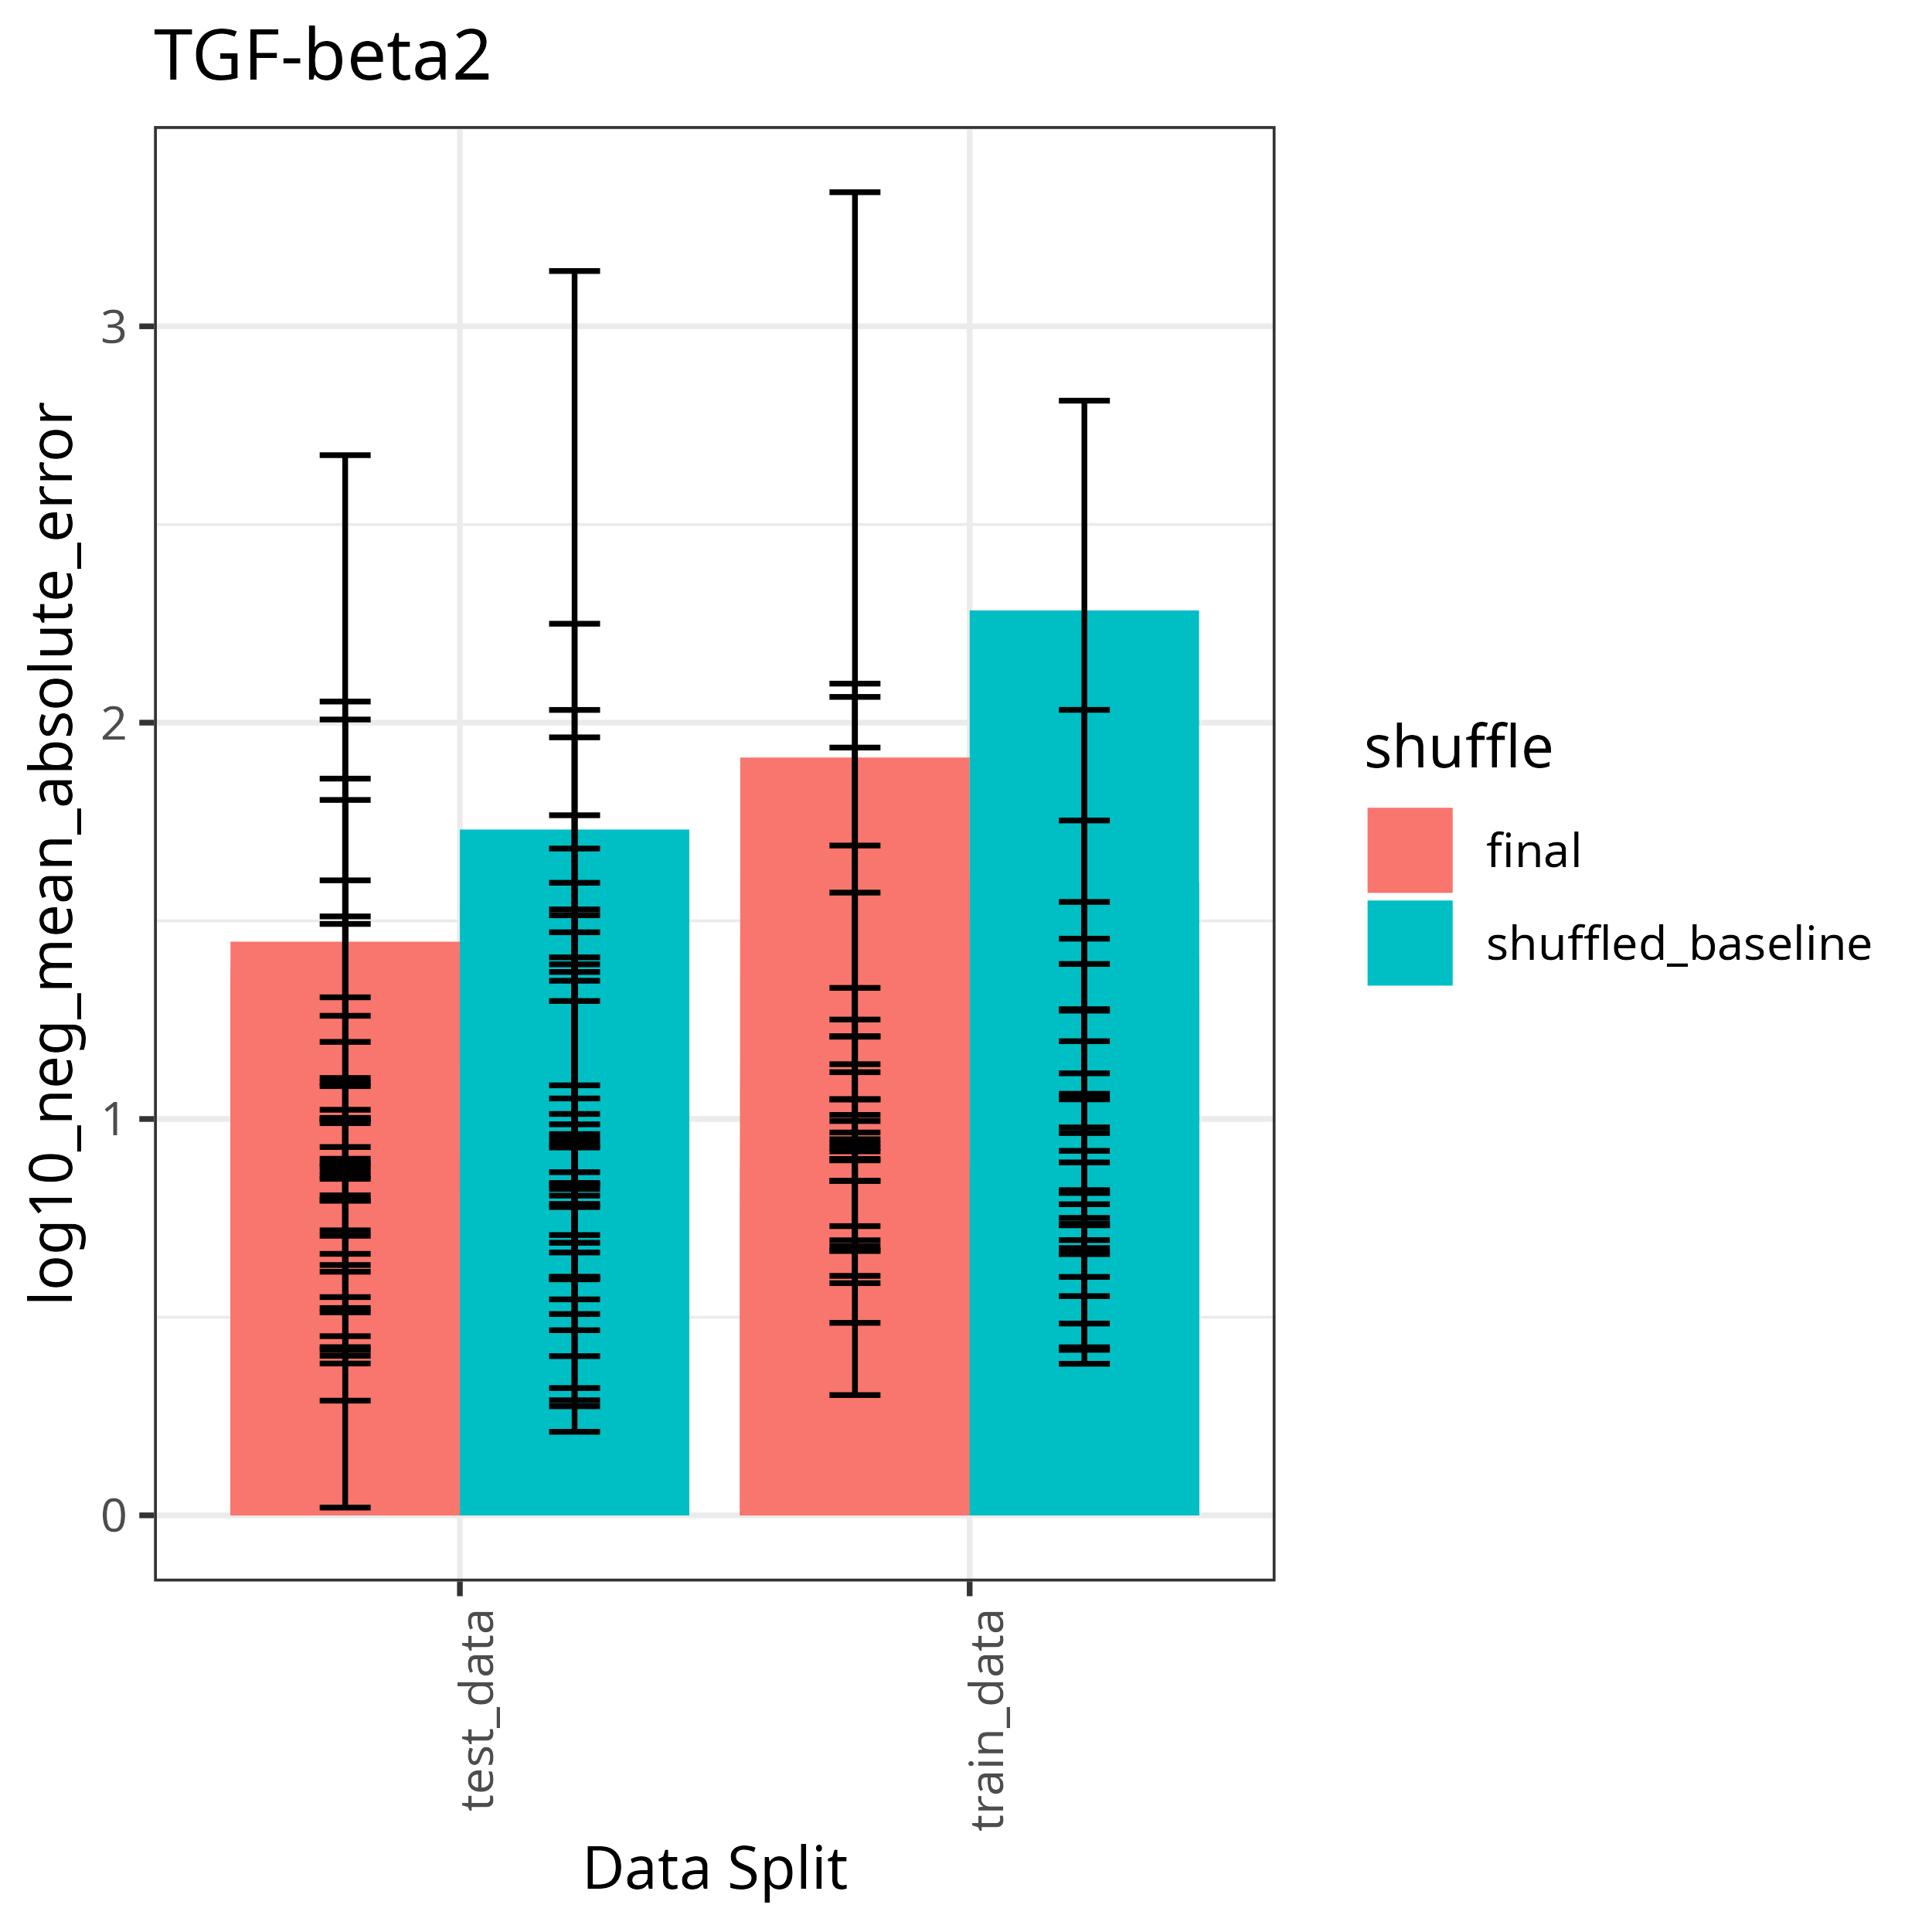 TGF-beta2
log10_neg_mean_absolute_error
3
2
1
0
test_data
train_data
Data Split
shuffle
final
shuffled_baseline